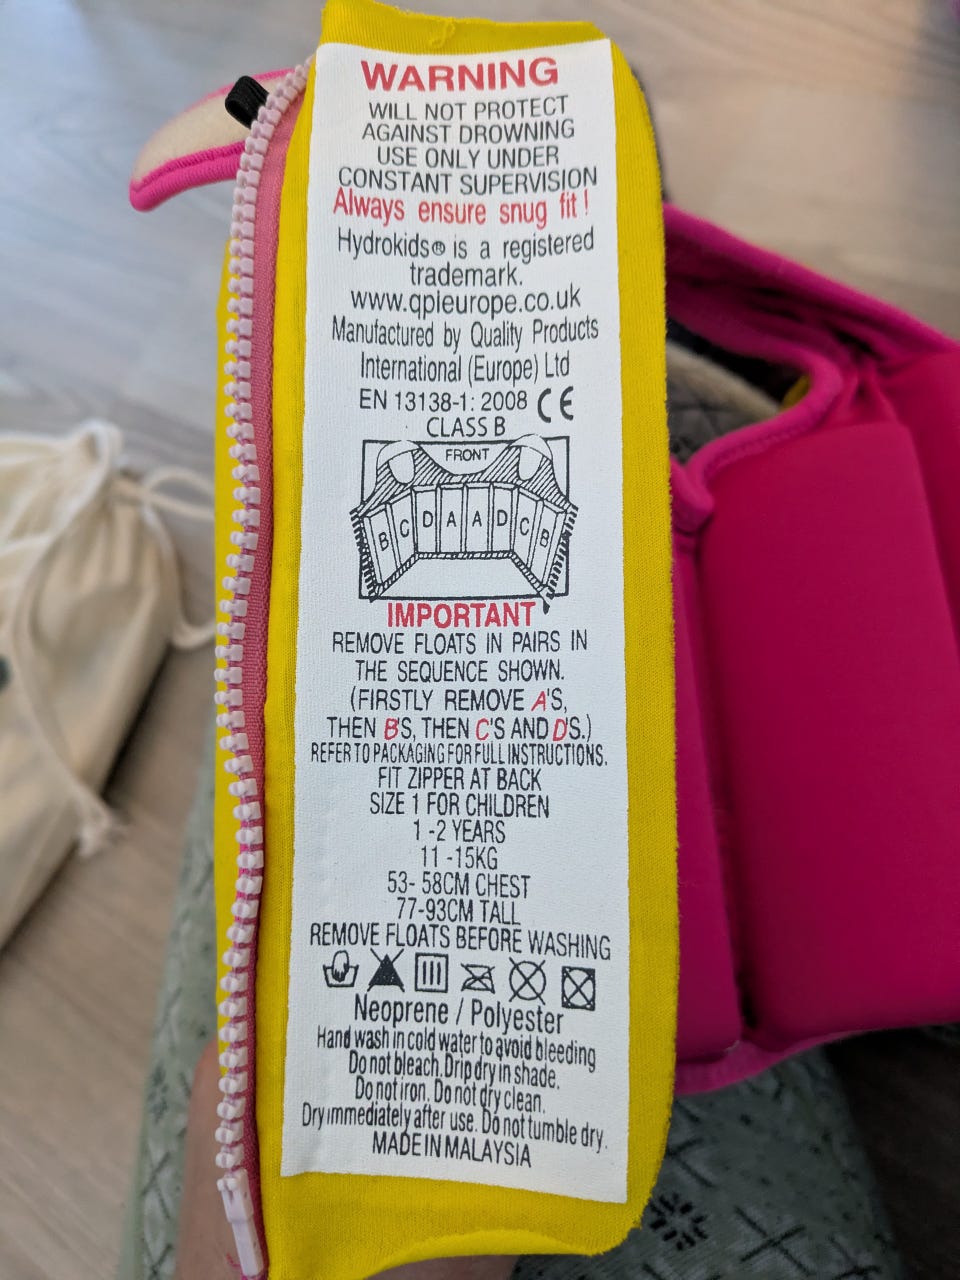 WARNING
WILL NOT PROTECT
AGAINST DROWNING
USE ONLY UNDER
CONSTANT SUPERVISION
Always ensure snug fit !
Hydrokids® is a registered
trademark.
www.qpieurope.co.uk
Manufactured by Quality Products
International (Europe) Ltd
EN 13138-1: 2008 CE
CLASS B
FRONT
B C D A A D C B
IMPORTANT
REMOVE FLOATS IN PAIRS IN
THE SEQUENCE SHOWN.
(FIRSTLY REMOVE A'S,
THEN B'S, THEN C'S AND D'S.)
REFER TO PACKAGING FOR FULL INSTRUCTIONS.
FIT ZIPPER AT BACK
SIZE 1 FOR CHILDREN
1 -2 YEARS
11 -15KG
53- 58CM CHEST
77-93CM TALL
REMOVE FLOATS BEFORE WASHING
Neoprene / Polyester
Hand wash in cold water to avoid bleeding
Do not bleach. Drip dry in shade.
Do not iron. Do not dry clean.
Dry immediately after use. Do not tumble dry.
MADE IN MALAYSIA